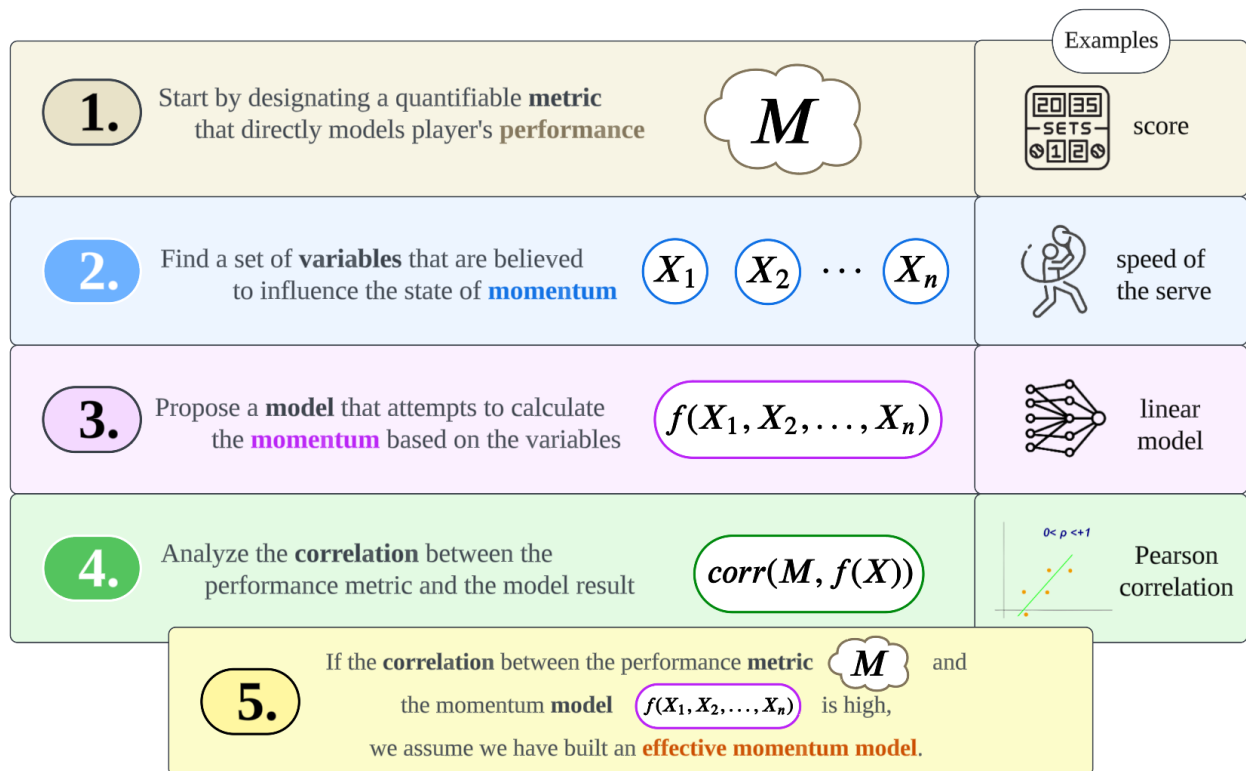 Examples
1.
Start by designating a quantifiable metric
that directly models player's performance
M
20 35
SETS
1 2
score
2.
Find a set of variables that are believed
to influence the state of momentum
X₁ X₂ ··· Xₙ
speed of
the serve
3.
Propose a model that attempts to calculate
the momentum based on the variables
f(X₁, X₂, . . . , Xₙ)
linear
model
4.
Analyze the correlation between the
performance metric and the model result
corr(M, f(X))
0< ρ <+1
Pearson
correlation
5.
If the correlation between the performance metric M and
the momentum model f(X₁, X₂, . . . , Xₙ) is high,
we assume we have built an effective momentum model.